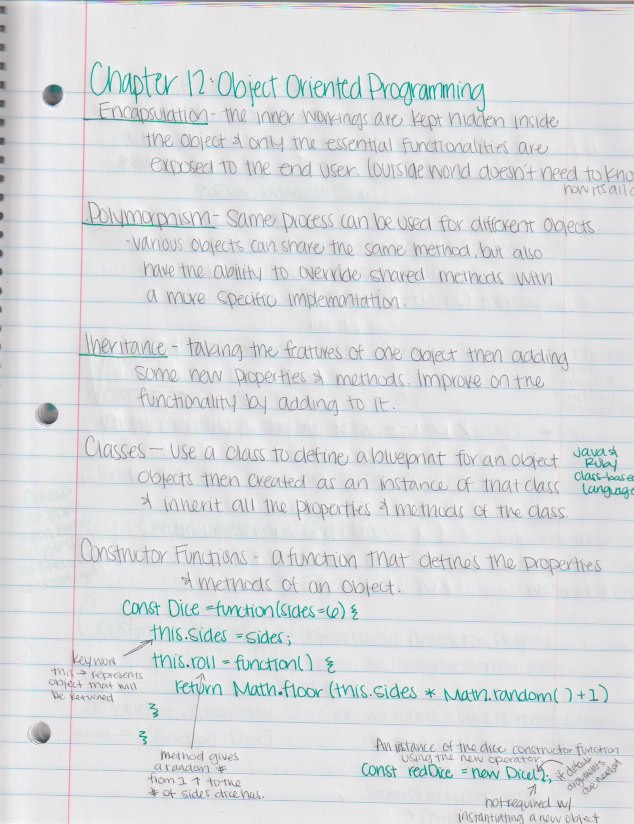 Chapter 12: Object Oriented Programming
Encapsulation - the inner workings are kept hidden inside
the object & only the essential functionalities are
exposed to the end user. (outside world doesn't need to kno
how its all
Polymorphism - Same process can be used for different objects.
· various objects can share the same method, but also
have the ability to override shared methods with
a more specific implementation.
Inheritance - taking the features of one object then adding
some new properties & methods. Improve on the
functionality by adding to it.
Classes - use a class to define a blueprint for an object
objects then created as an instance of that class
& inherit all the properties & methods of the class.
Java &
Ruby
class-base
language
Constructor Functions - a function that defines the properties
& methods of an object.
Const Dice = function(sides=6) {
this.sides = sides;
this.roll = function() {
return Math.floor (this.sides * Math.random() + 1)
}
}
keyword
this → represents
object that will
be returned
method gives
a random #
from 1 ↑ to the
# of sides dice has.
An instance of the dice constructor function
using the new operator.
Const redDice = new Dice();
if default
arguments
are needed
not required w/
instantiating a new object